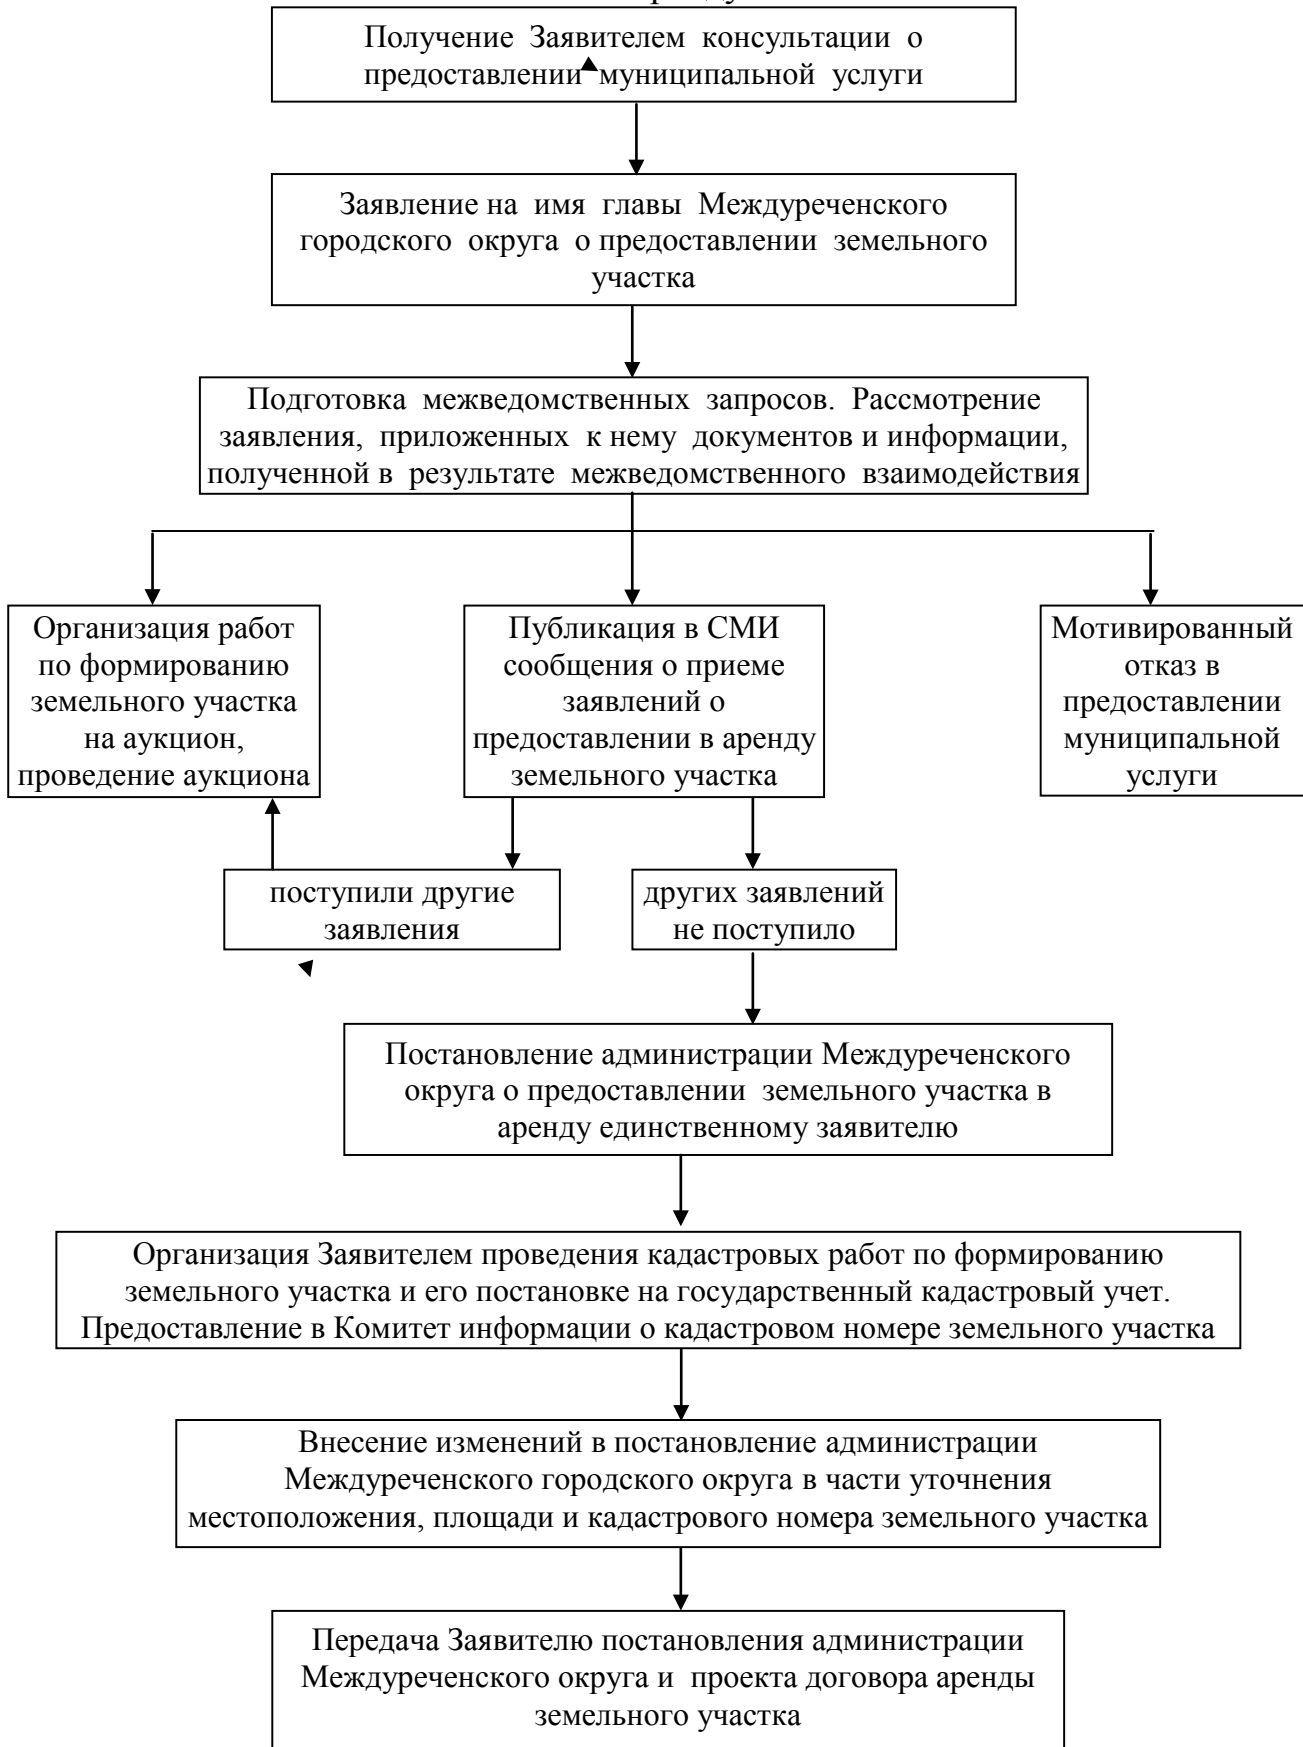 Получение Заявителем консультации о
предоставлении муниципальной услуги
Заявление на имя главы Междуреченского
городского округа о предоставлении земельного
участка
Подготовка межведомственных запросов. Рассмотрение
заявления, приложенных к нему документов и информации,
полученной в результате межведомственного взаимодействия
Организация работ
по формированию
земельного участка
на аукцион,
проведение аукциона
Публикация в СМИ
сообщения о приеме
заявлений о
предоставлении в аренду
земельного участка
Мотивированный
отказ в
предоставлении
муниципальной
услуги
поступили другие
заявления
других заявлений
не поступило
Постановление администрации Междуреченского
округа о предоставлении земельного участка в
аренду единственному заявителю
Организация Заявителем проведения кадастровых работ по формированию
земельного участка и его постановке на государственный кадастровый учет.
Предоставление в Комитет информации о кадастровом номере земельного участка
Внесение изменений в постановление администрации
Междуреченского городского округа в части уточнения
местоположения, площади и кадастрового номера земельного участка
Передача Заявителю постановления администрации
Междуреченского округа и проекта договора аренды
земельного участка